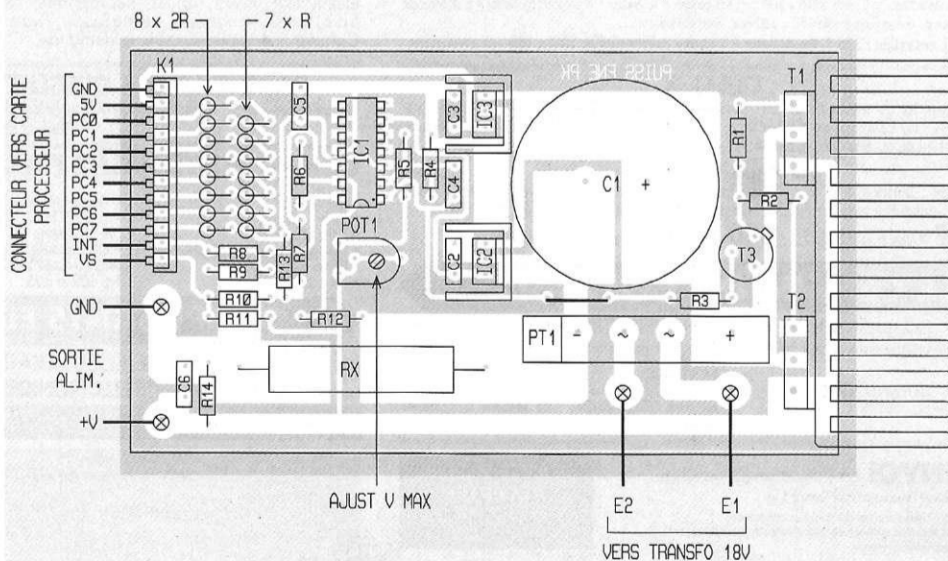 8 x 2R
7 x R
K1
CONNECTEUR VERS CARTE
PROCESSEUR
GND
5V
PC0
PC1
PC2
PC3
PC4
PC5
PC6
PC7
INT
VS
GND
SORTIE
ALIM.
+V
C5
R6
IC1
R5
R4
C3
IC3
C4
C2
IC2
POT1
R8
R9
R13
R7
R10
R11
R12
RX
C6
R14
PUISS ENE PR
C1 +
R1
T1
R2
T3
R3
T2
PT1 - ~ ~ +
AJUST V MAX
E2
E1
VERS TRANSFO 18V